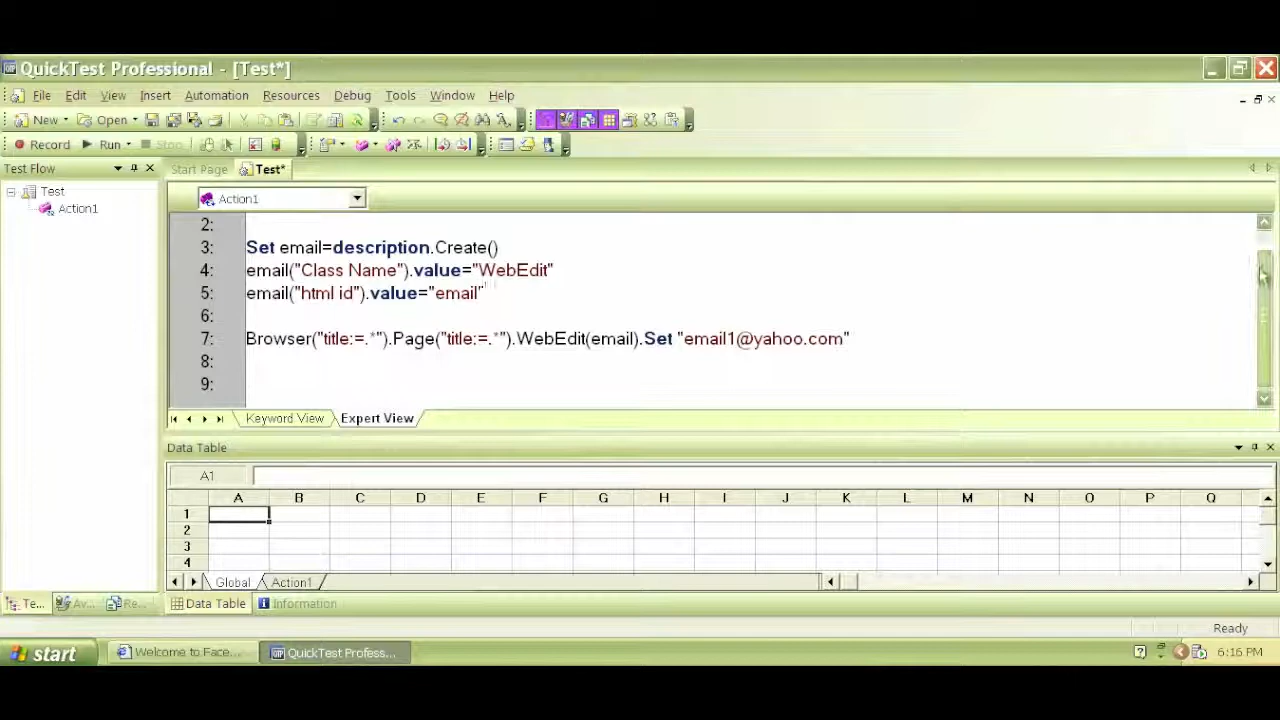 QuickTest Professional - [Test*]
File Edit View Insert Automation Resources Debug Tools Window Help
New Open
Record Run Stop
Test Flow
Start Page Test*
Test
Action1
Action1
2:
3: Set email=description.Create()
4: email("Class Name").value="WebEdit"
5: email("html id").value="email"
6:
7: Browser("title:=.*").Page("title:=.*").WebEdit(email).Set "email1@yahoo.com"
8:
9:
Keyword View Expert View
Data Table
A1
A B C D E F G H I J K L M N O P Q
1
2
3
4
Global Action1
Te... Av... Re... Data Table Information
Ready
start Welcome to Face... QuickTest Profess... 6:16 PM